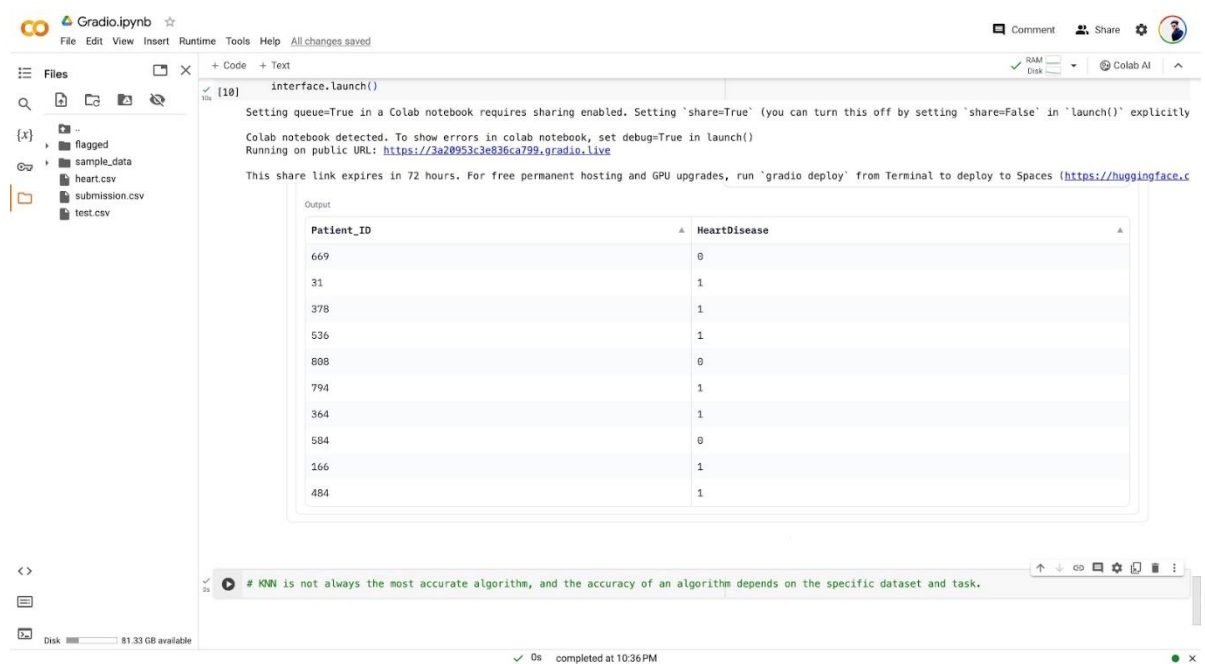 Gradio.ipynb
File Edit View Insert Runtime Tools Help All changes saved
Comment Share
Files
+ Code + Text
RAM
Disk
Colab AI
{x}
..
flagged
sample_data
heart.csv
submission.csv
test.csv
10s
[10] interface.launch()
Setting queue=True in a Colab notebook requires sharing enabled. Setting `share=True` (you can turn this off by setting `share=False` in `launch()` explicitly
Colab notebook detected. To show errors in colab notebook, set debug=True in launch()
Running on public URL: https://3a20953c3e836ca799.gradio.live
This share link expires in 72 hours. For free permanent hosting and GPU upgrades, run `gradio deploy` from Terminal to deploy to Spaces (https://huggingface.c
Output
Patient_ID HeartDisease
669 0
31 1
378 1
536 1
808 0
794 1
364 1
584 0
166 1
484 1
0s
# KNN is not always the most accurate algorithm, and the accuracy of an algorithm depends on the specific dataset and task.
Disk 81.33 GB available
0s completed at 10:36 PM